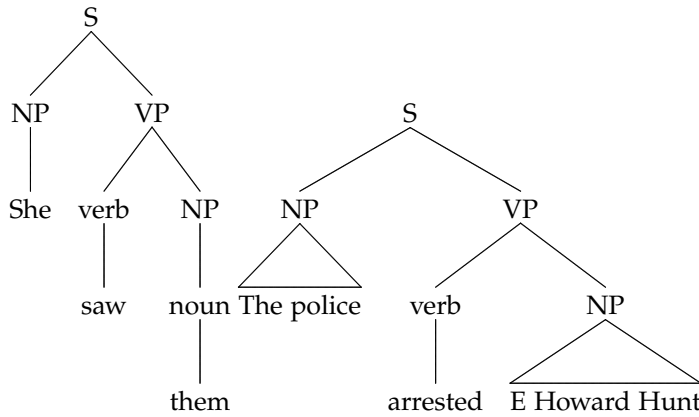 S
NP VP S
She verb NP NP VP
saw noun The police verb NP
them arrested E Howard Hunt